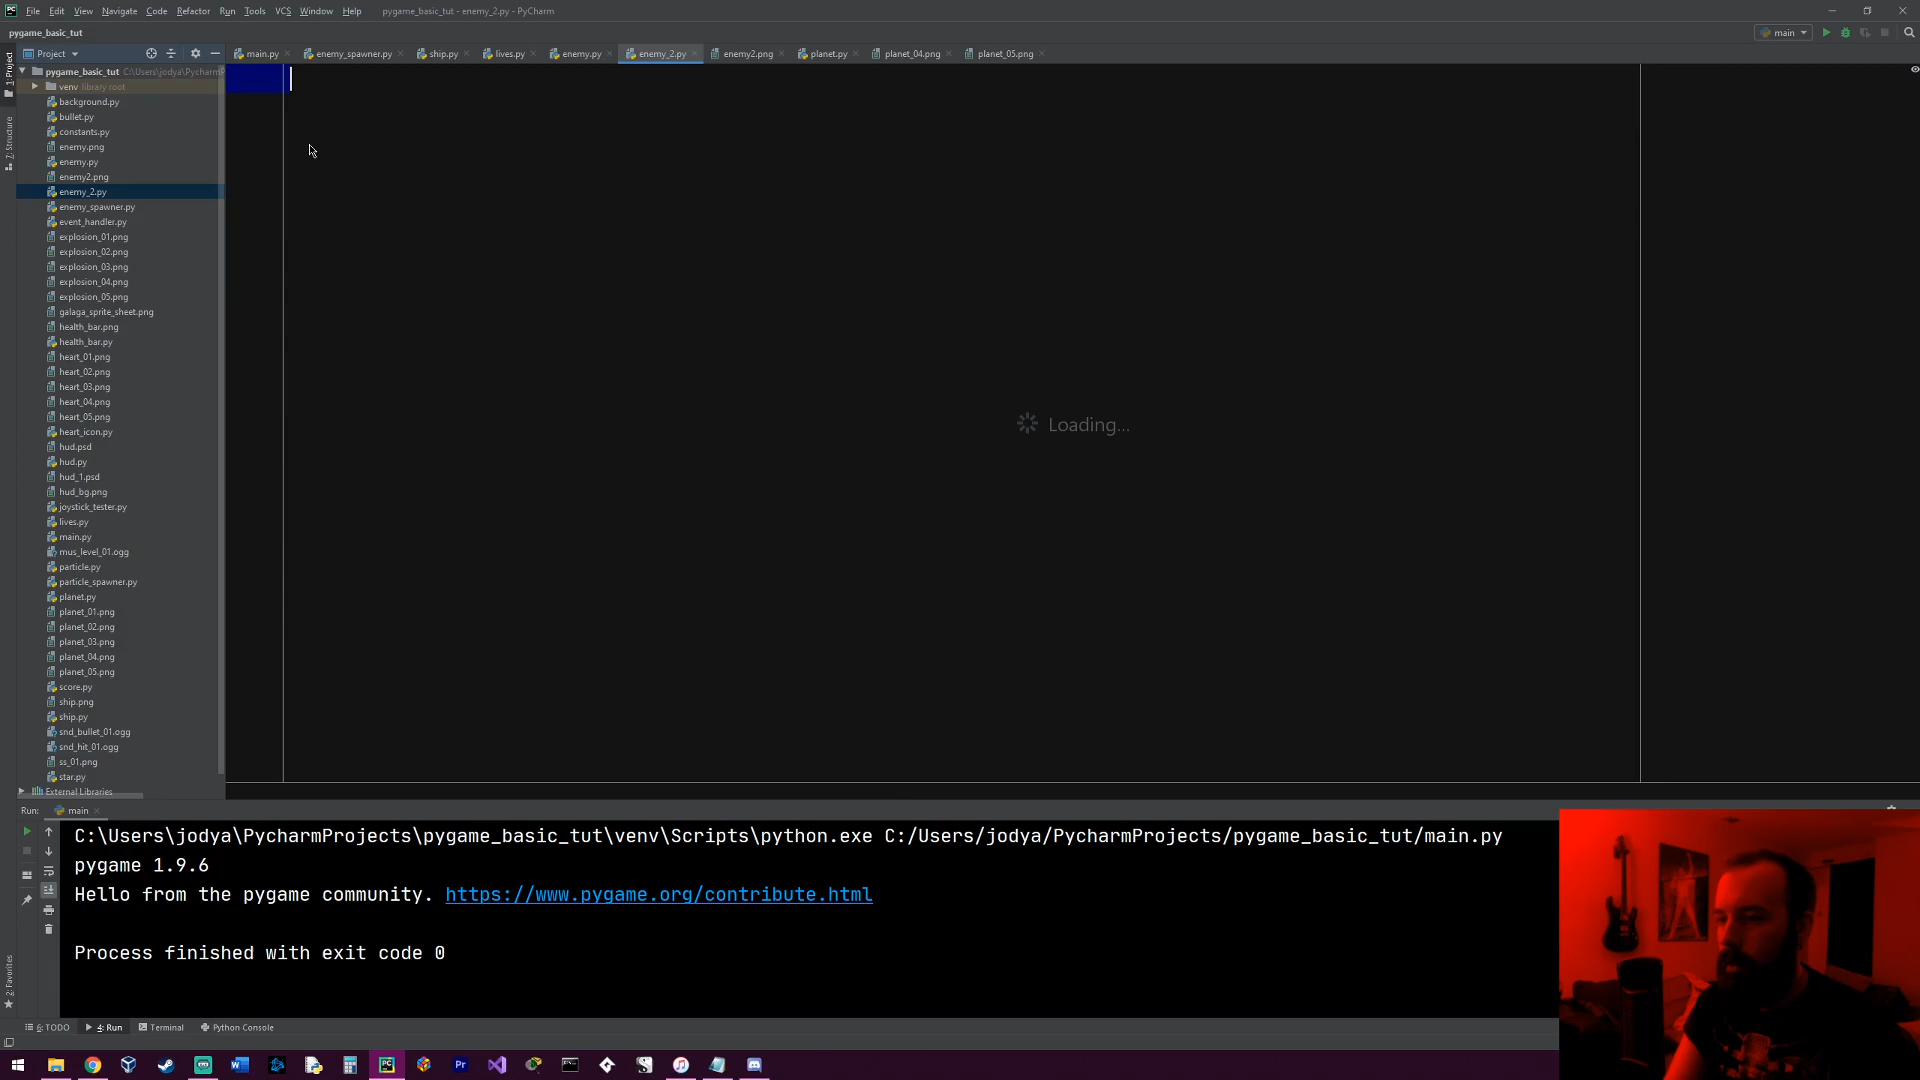 File Edit View Navigate Code Refactor Run Tools VCS Window Help pygame_basic_tut - enemy_2.py - PyCharm
pygame_basic_tut
main
Project
main.py enemy_spawner.py ship.py lives.py enemy.py enemy_2.py enemy2.png planet.py planet_04.png planet_05.png
1: Project
Z: Structure
2: Favorites
pygame_basic_tut C:\Users\jodya\PycharmP
venv library root
background.py
bullet.py
constants.py
enemy.png
enemy.py
enemy2.png
enemy_2.py
enemy_spawner.py
event_handler.py
explosion_01.png
explosion_02.png
explosion_03.png
explosion_04.png
explosion_05.png
galaga_sprite_sheet.png
health_bar.png
health_bar.py
heart_01.png
heart_02.png
heart_03.png
heart_04.png
heart_05.png
heart_icon.py
hud.psd
hud.py
hud_1.psd
hud_bg.png
joystick_tester.py
lives.py
main.py
mus_level_01.ogg
particle.py
particle_spawner.py
planet.py
planet_01.png
planet_02.png
planet_03.png
planet_04.png
planet_05.png
score.py
ship.png
ship.py
snd_bullet_01.ogg
snd_hit_01.ogg
ss_01.png
star.py
External Libraries
Loading...
Run: main
C:\Users\jodya\PycharmProjects\pygame_basic_tut\venv\Scripts\python.exe C:/Users/jodya/PycharmProjects/pygame_basic_tut/main.py
pygame 1.9.6
Hello from the pygame community. https://www.pygame.org/contribute.html
Process finished with exit code 0
6: TODO 4: Run Terminal Python Console